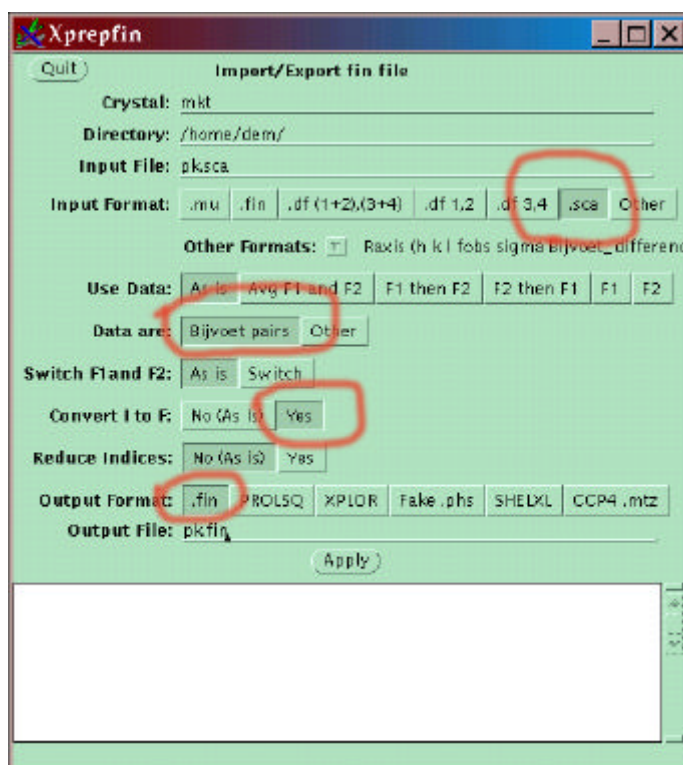 Xprepfin
Quit Import/Export fin file
Crystal: mkt
Directory: /home/dem/
Input File: pk.sca
Input Format: .mu .fin .df (1+2),(3+4) .df 1,2 .df 3,4 .sca Other
Other Formats: Raxis (h k l fobs sigma Bijvoet_differenc
Use Data: As is Avg F1 and F2 F1 then F2 F2 then F1 F1 F2
Data are: Bijvoet pairs Other
Switch F1and F2: As is Switch
Convert I to F: No (As is) Yes
Reduce Indices: No (As is) Yes
Output Format: .fin PROLSQ XPLOR Fake .phs SHELXL CCP4 .mtz
Output File: pk.fin
Apply